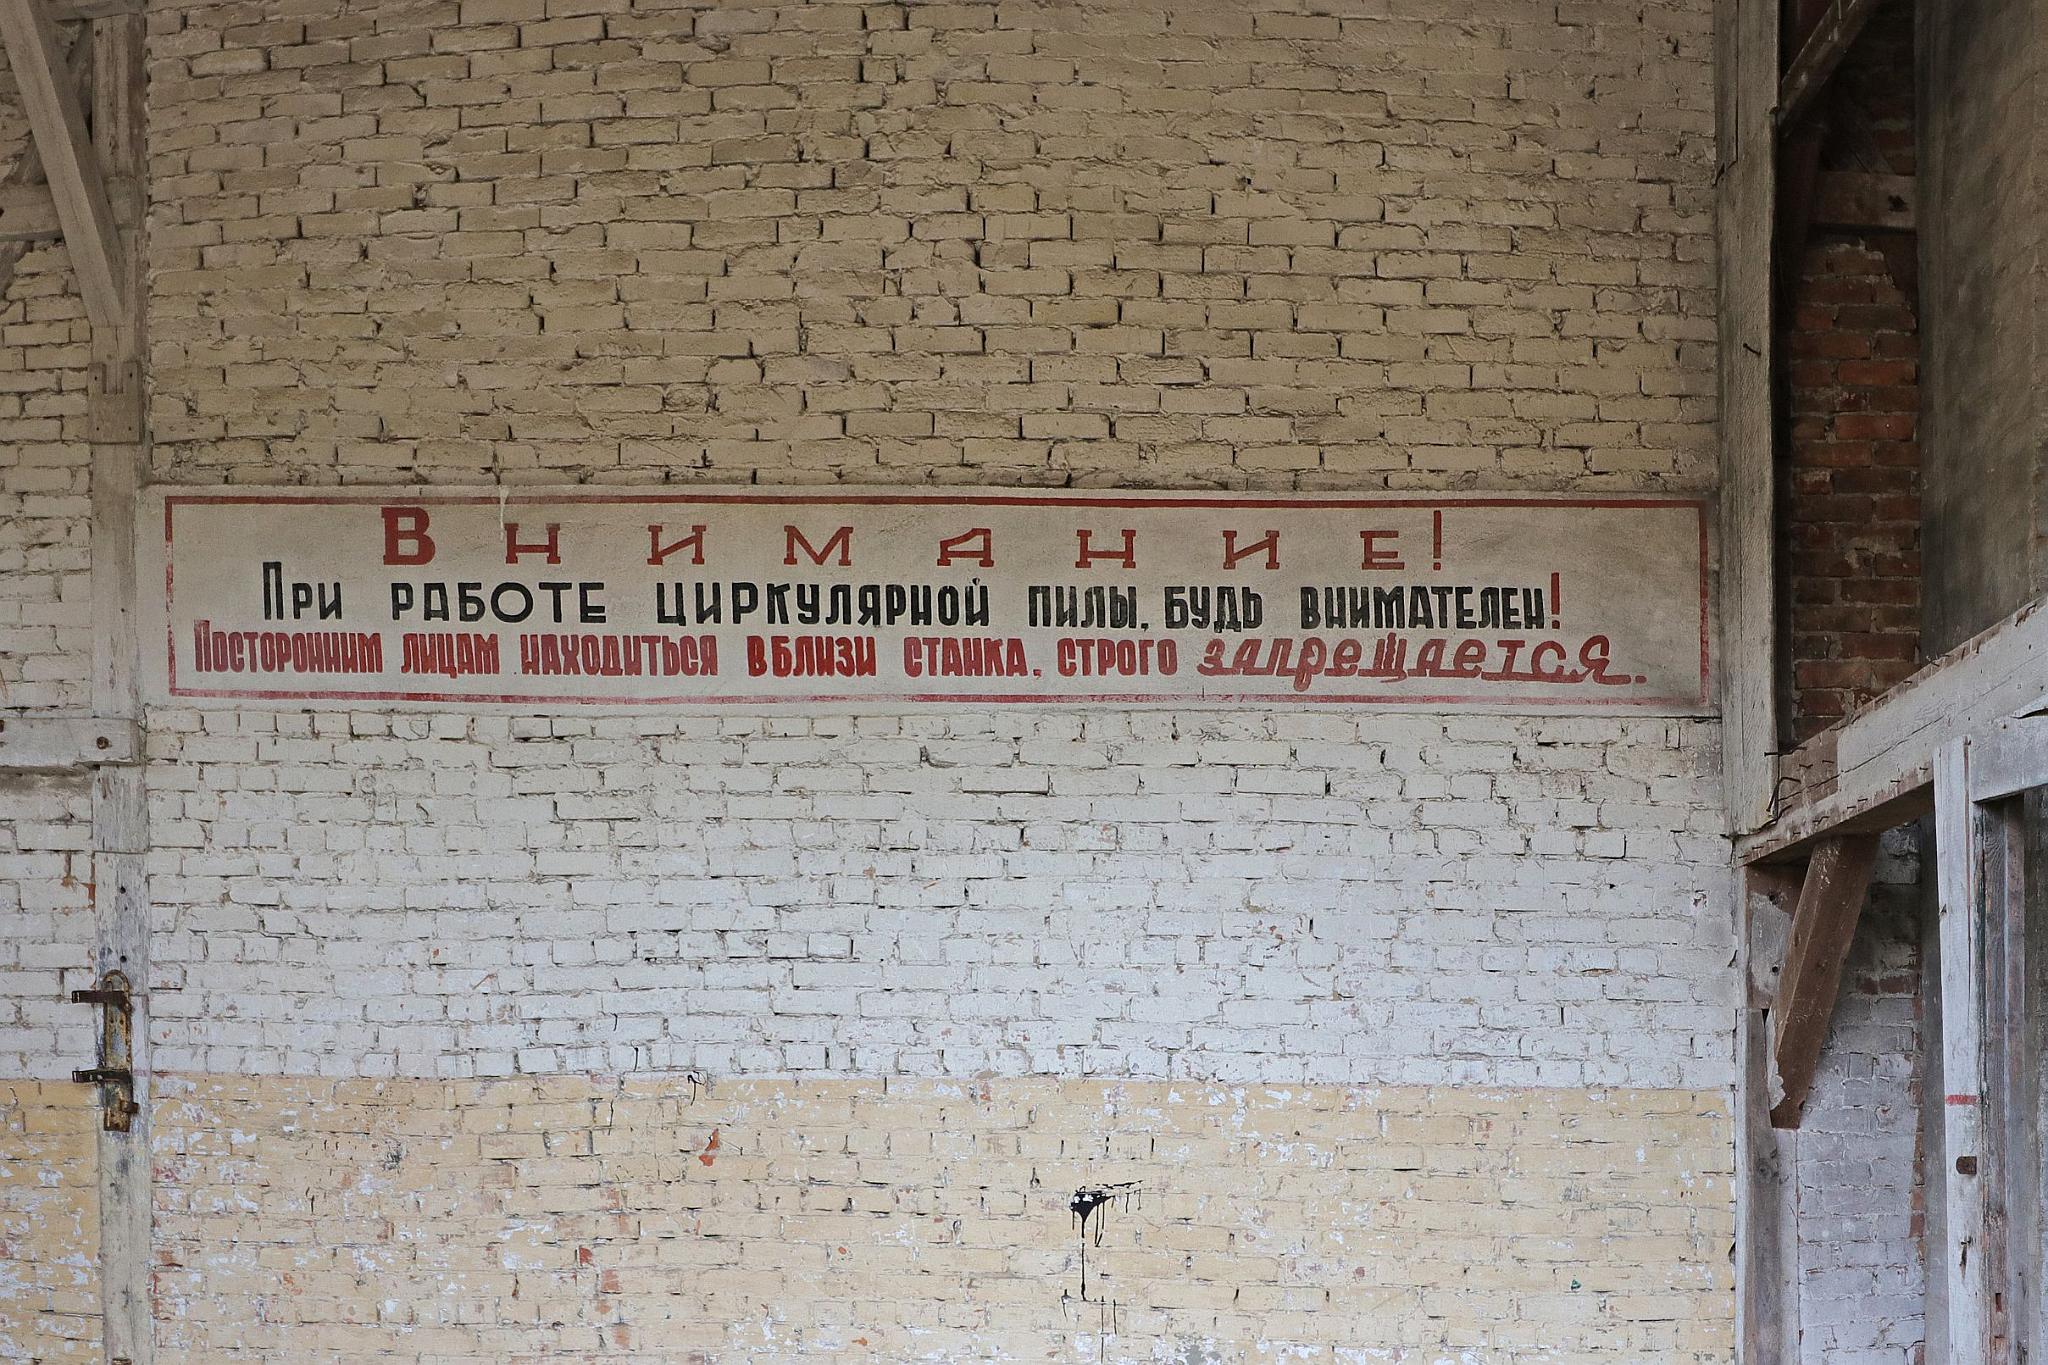 Внимание!
При работе циркулярной пилы, будь внимателен!
Посторонним лицам находиться вблизи станка, строго запрещается.